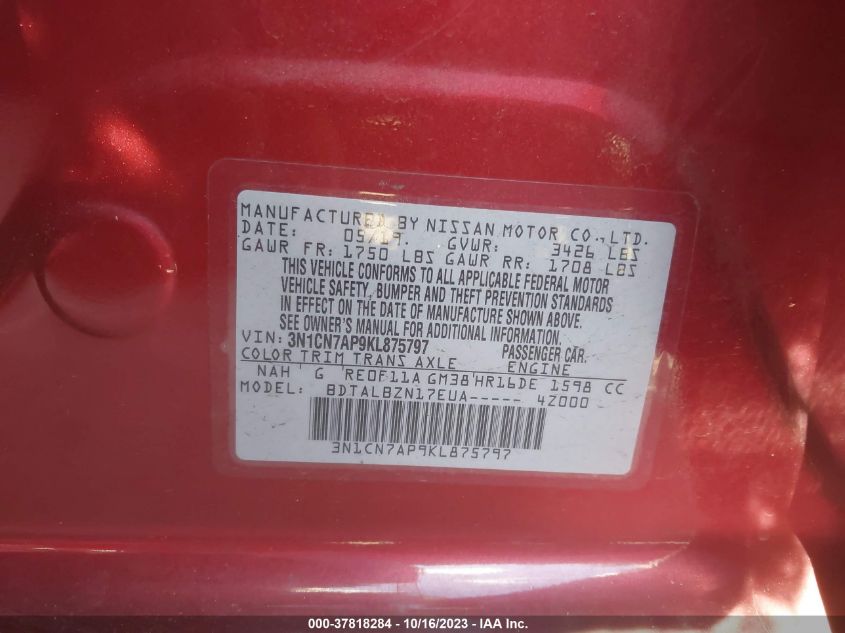 MANUFACTURED BY NISSAN MOTOR CO., LTD.
DATE: 05/19. GVWR: 3426 LBS
GAWR FR: 1750 LBS GAWR RR: 1708 LBS
THIS VEHICLE CONFORMS TO ALL APPLICABLE FEDERAL MOTOR
VEHICLE SAFETY, BUMPER AND THEFT PREVENTION STANDARDS
IN EFFECT ON THE DATE OF MANUFACTURE SHOWN ABOVE.
SEE OWNER'S MANUAL FOR ADDITIONAL INFORMATION.
VIN: 3N1CN7AP9KL875797 PASSENGER CAR.
COLOR TRIM TRANS AXLE ENGINE
NAH G RE0F11A GM38 HR16DE 1598 CC
MODEL: BDTALBZN17EUA----- 4Z000
3N1CN7AP9KL875797
000-37818284 - 10/16/2023 - IAA Inc.